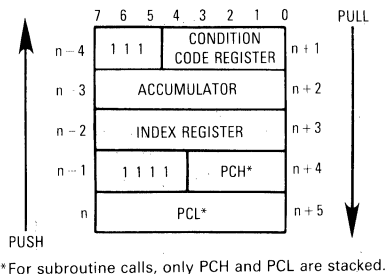 7 6 5 4 3 2 1 0 PULL
n – 4 1 1 1 CONDITION CODE REGISTER n + 1
n – 3 ACCUMULATOR n + 2
n – 2 INDEX REGISTER n + 3
n – 1 1 1 1 1 PCH* n + 4
n PCL* n + 5
PUSH
*For subroutine calls, only PCH and PCL are stacked.